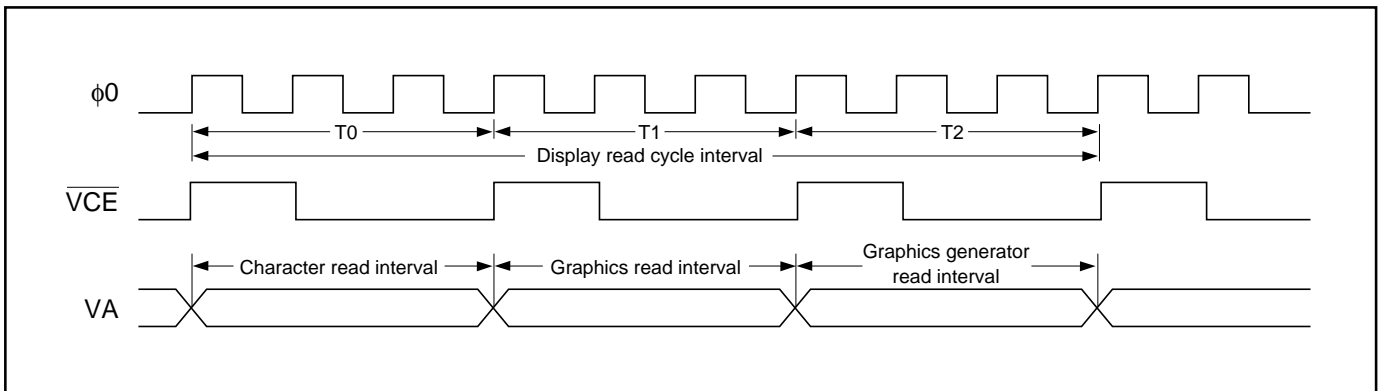 ϕ0
T0
T1
T2
Display read cycle interval
VCE
Character read interval
Graphics read interval
Graphics generator
read interval
VA